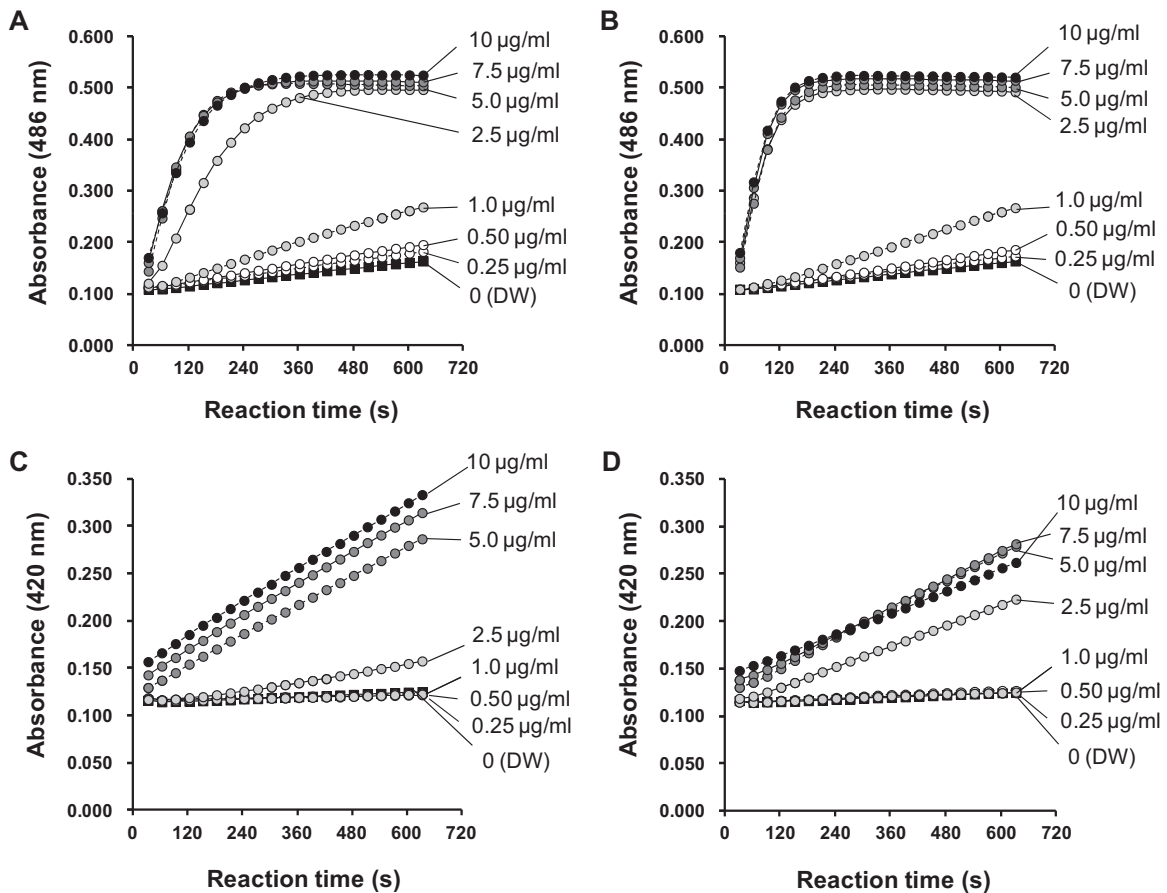 A
Absorbance (486 nm)
0.600
0.500
0.400
0.300
0.200
0.100
0.000
0 120 240 360 480 600 720
Reaction time (s)
10 µg/ml
7.5 µg/ml
5.0 µg/ml
2.5 µg/ml
1.0 µg/ml
0.50 µg/ml
0.25 µg/ml
0 (DW)
B
Absorbance (486 nm)
0.600
0.500
0.400
0.300
0.200
0.100
0.000
0 120 240 360 480 600 720
Reaction time (s)
10 µg/ml
7.5 µg/ml
5.0 µg/ml
2.5 µg/ml
1.0 µg/ml
0.50 µg/ml
0.25 µg/ml
0 (DW)
C
Absorbance (420 nm)
0.350
0.300
0.250
0.200
0.150
0.100
0.050
0.000
0 120 240 360 480 600 720
Reaction time (s)
10 µg/ml
7.5 µg/ml
5.0 µg/ml
2.5 µg/ml
1.0 µg/ml
0.50 µg/ml
0.25 µg/ml
0 (DW)
D
Absorbance (420 nm)
0.350
0.300
0.250
0.200
0.150
0.100
0.050
0.000
0 120 240 360 480 600 720
Reaction time (s)
10 µg/ml
7.5 µg/ml
5.0 µg/ml
2.5 µg/ml
1.0 µg/ml
0.50 µg/ml
0.25 µg/ml
0 (DW)